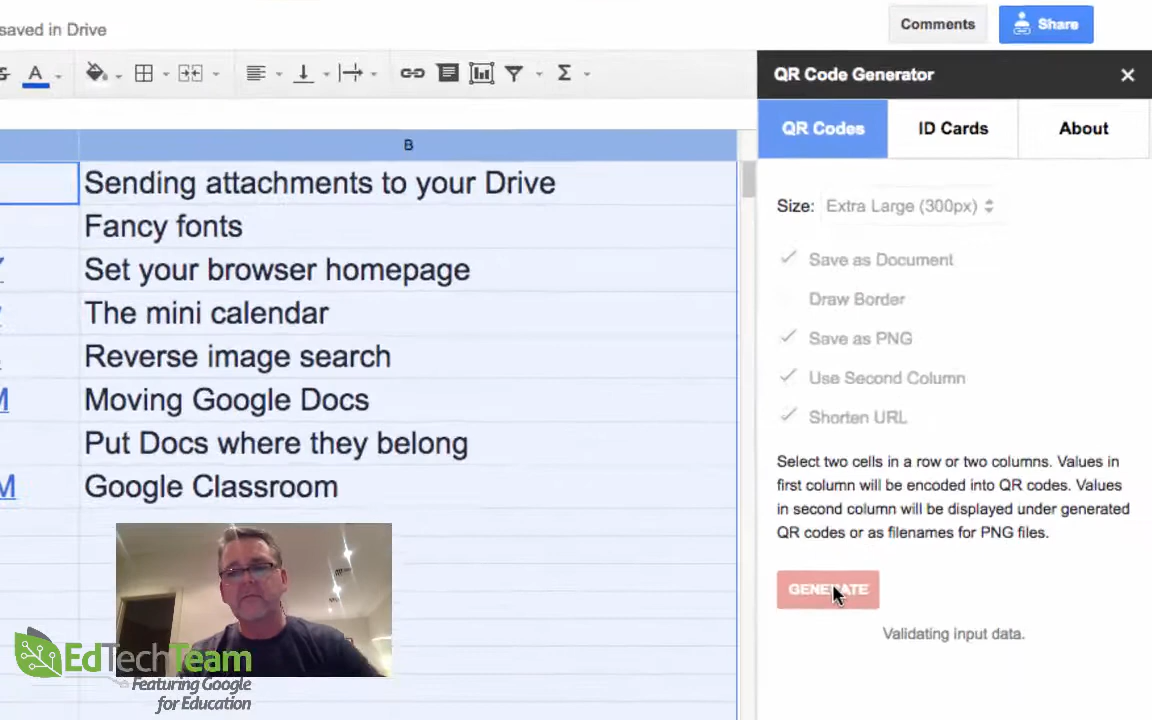 saved in Drive
Comments
Share
A
Σ
QR Code Generator
QR Codes
ID Cards
About
B
Sending attachments to your Drive
Fancy fonts
Set your browser homepage
The mini calendar
Reverse image search
M
Moving Google Docs
Put Docs where they belong
M
Google Classroom
Size: Extra Large (300px)
Save as Document
Draw Border
Save as PNG
Use Second Column
Shorten URL
Select two cells in a row or two columns. Values in
first column will be encoded into QR codes. Values
in second column will be displayed under generated
QR codes or as filenames for PNG files.
GENERATE
Validating input data.
EdTechTeam
Featuring Google
for Education